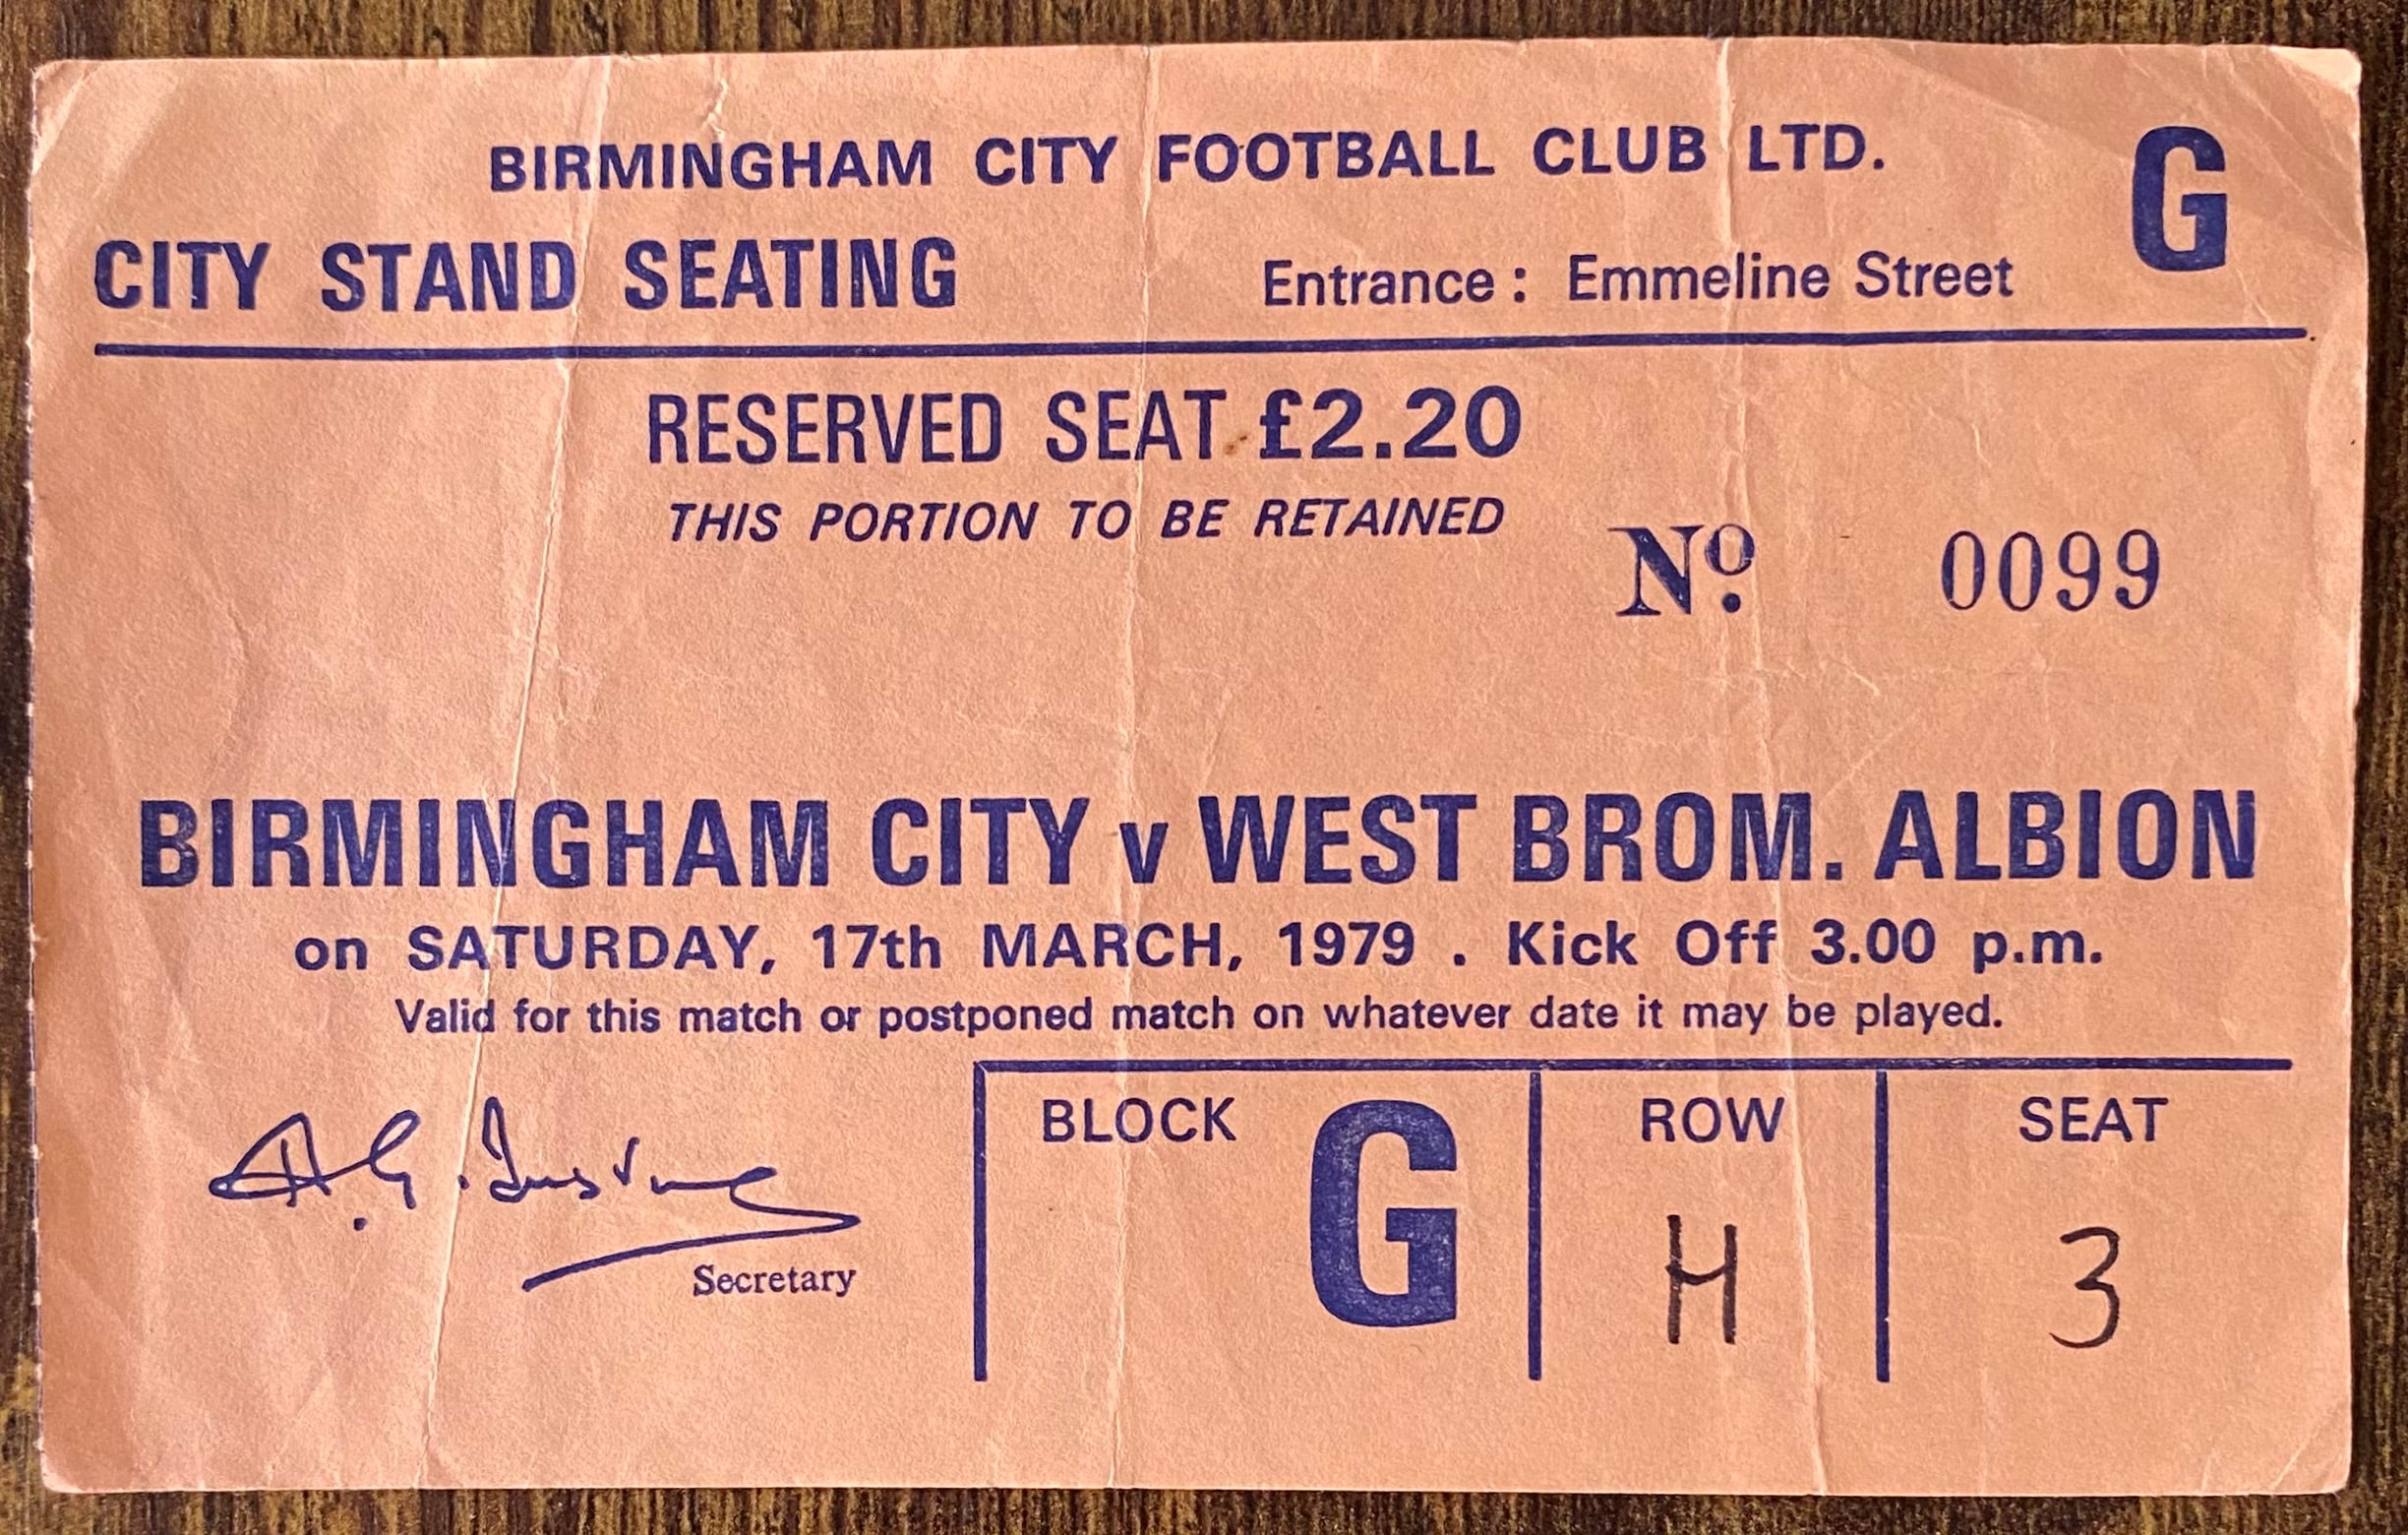 BIRMINGHAM CITY FOOTBALL CLUB LTD.
G
CITY STAND SEATING Entrance : Emmeline Street
RESERVED SEAT £2.20
THIS PORTION TO BE RETAINED
Nº. 0099
BIRMINGHAM CITY v WEST BROM. ALBION
on SATURDAY, 17th MARCH, 1979 . Kick Off 3.00 p.m.
Valid for this match or postponed match on whatever date it may be played.
Secretary
BLOCK G
ROW H
SEAT 3